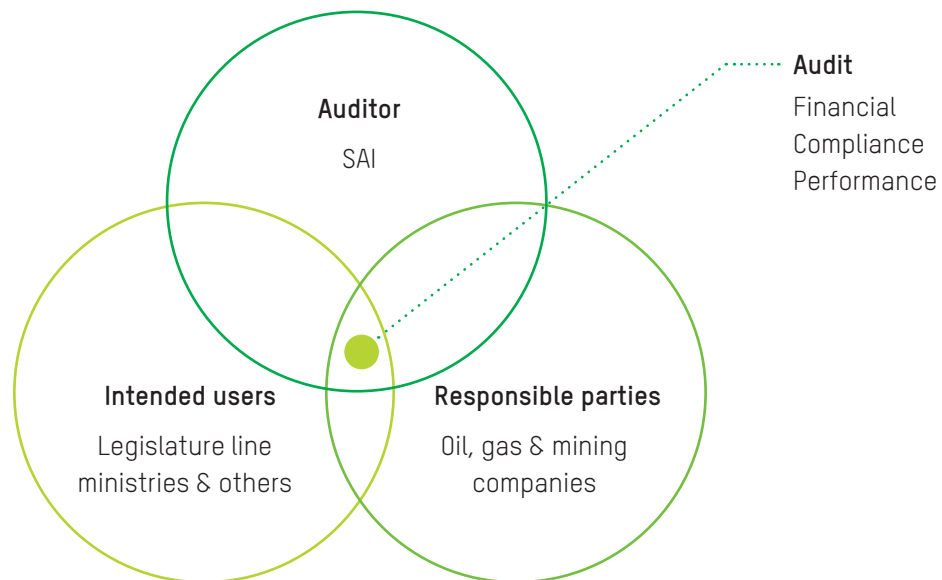 Auditor
SAI
Audit
Financial
Compliance
Performance
Intended users
Legislature line
ministries & others
Responsible parties
Oil, gas & mining
companies